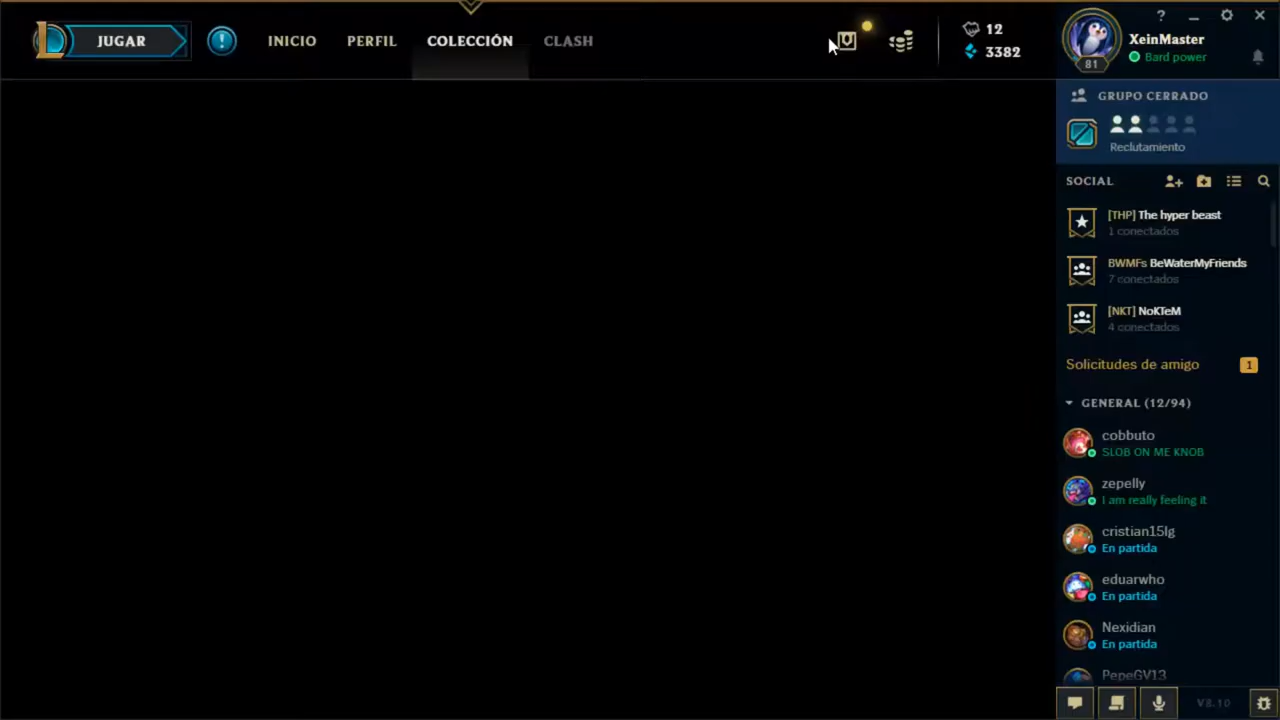 JUGAR
INICIO
PERFIL
COLECCIÓN
CLASH
12
3382
?
81
XeinMaster
Bard power
GRUPO CERRADO
Reclutamiento
SOCIAL
[THP] The hyper beast
1 conectados
BWMFs BeWaterMyFriends
7 conectados
[NKT] NoKTeM
4 conectados
Solicitudes de amigo
1
GENERAL (12/94)
cobbuto
SLOB ON ME KNOB
zepelly
I am really feeling it
cristian15lg
En partida
eduarwho
En partida
Nexidian
En partida
PepeGV13
V8.10